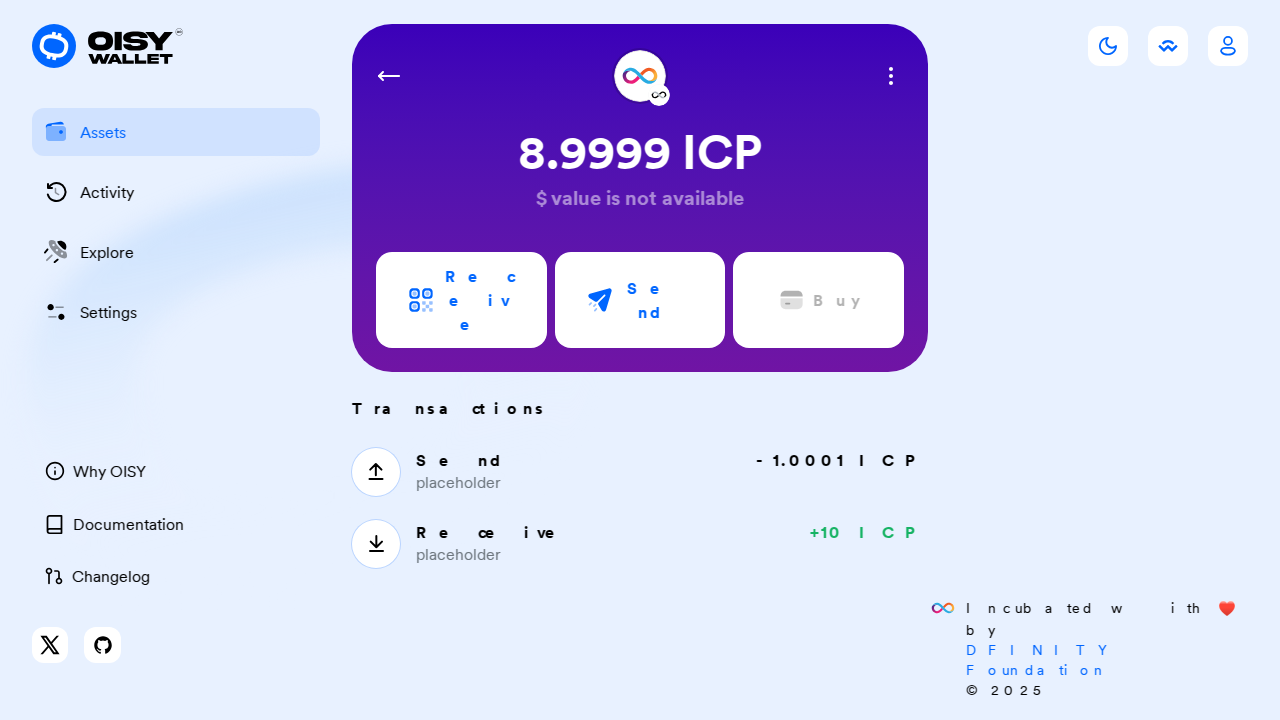 OISY
WALLET
Assets
Activity
Explore
Settings
Why OISY
Documentation
Changelog
8.9999 ICP
$ value is not available
Receive
Send
Buy
Transactions
Send
-1.0001 ICP
placeholder
Receive
+10 ICP
placeholder
Incubated with ❤️
by
DFINITY
Foundation
© 2025